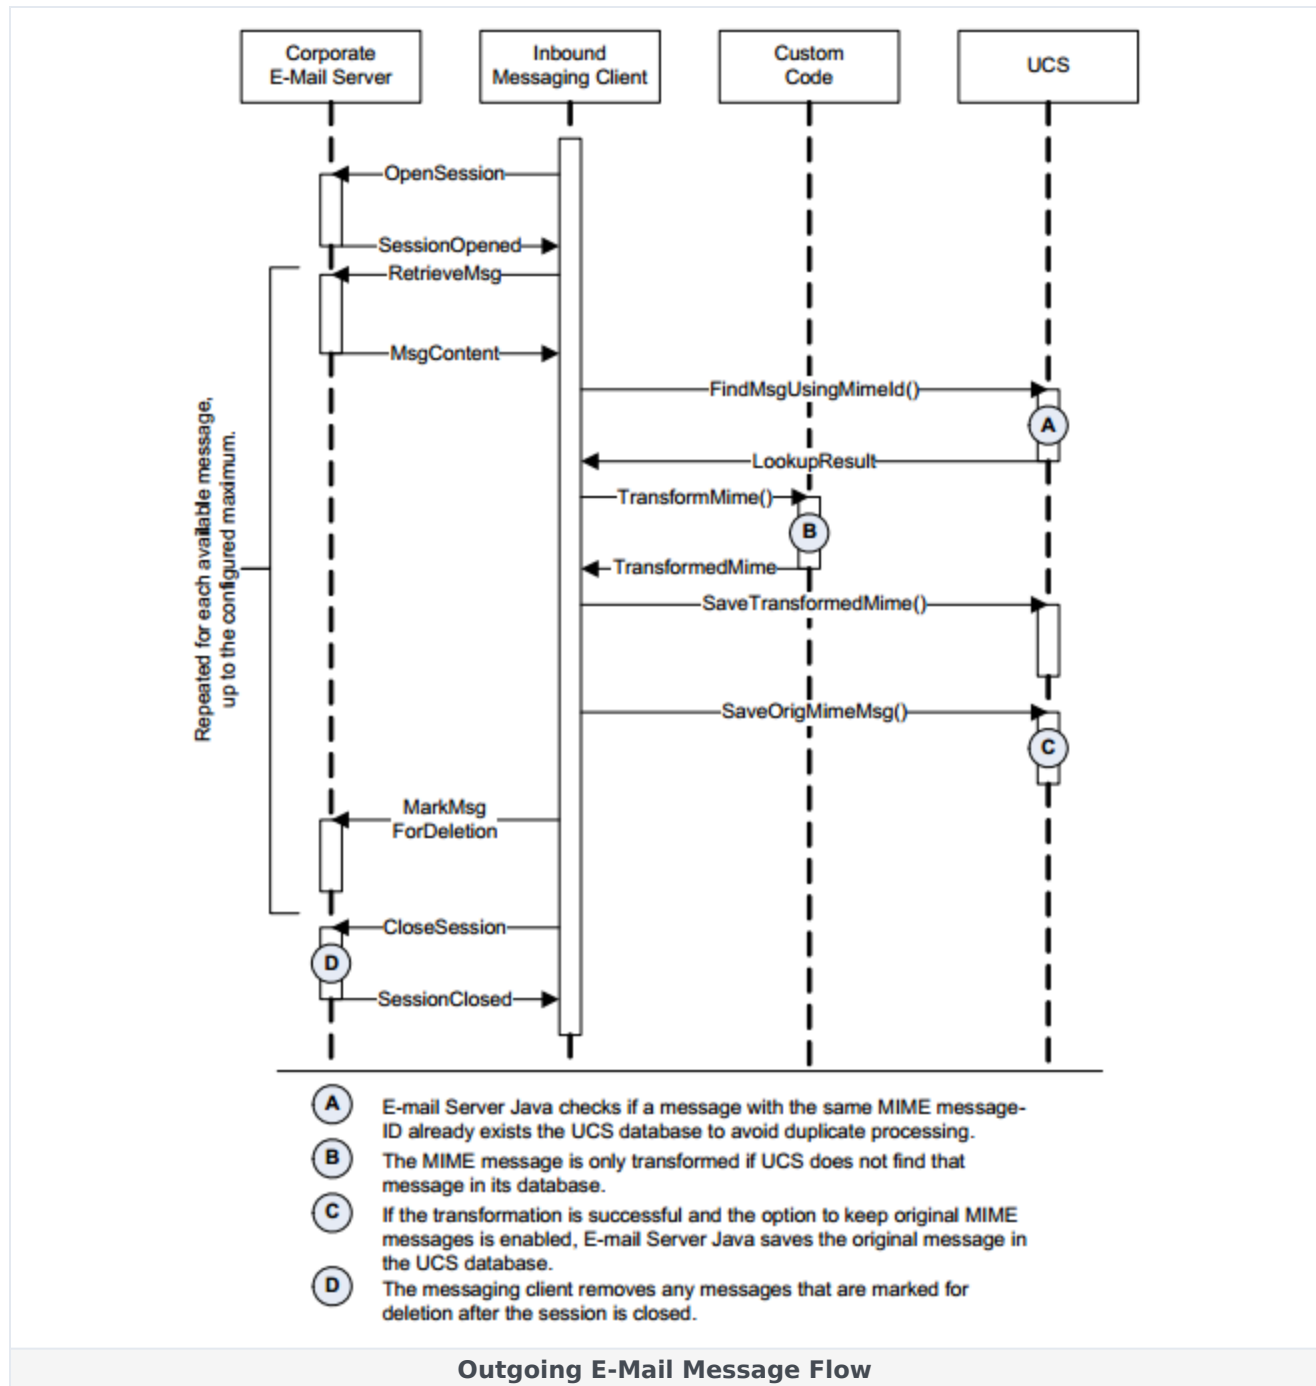 Corporate
E-Mail Server
Inbound
Messaging Client
Custom
Code
UCS
OpenSession
SessionOpened
RetrieveMsg
MsgContent
FindMsgUsingMimeId()
A
LookupResult
TransformMime()
B
TransformedMime
SaveTransformedMime()
SaveOrigMimeMsg()
C
MarkMsg
ForDeletion
CloseSession
D
SessionClosed
Repeated for each available message,
up to the configured maximum.
A
E-mail Server Java checks if a message with the same MIME message-
ID already exists the UCS database to avoid duplicate processing.
B
The MIME message is only transformed if UCS does not find that
message in its database.
C
If the transformation is successful and the option to keep original MIME
messages is enabled, E-mail Server Java saves the original message in
the UCS database.
D
The messaging client removes any messages that are marked for
deletion after the session is closed.
Outgoing E-Mail Message Flow